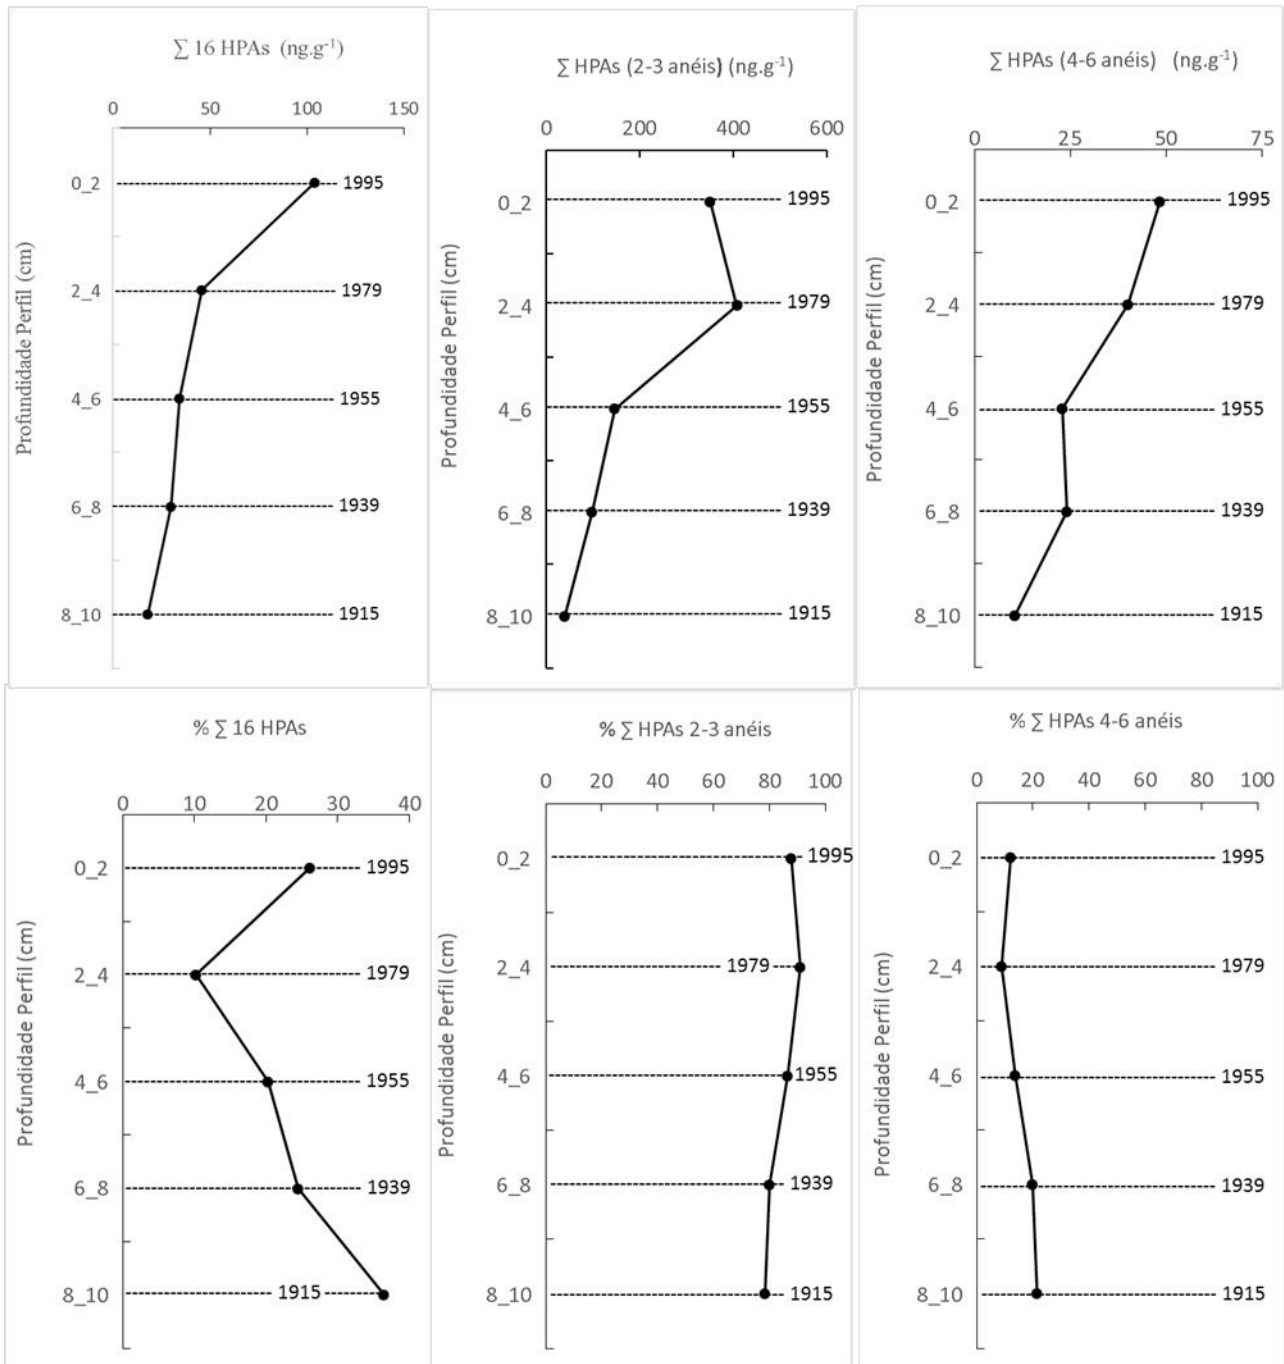 ∑ 16 HPAs (ng.g⁻¹)
0 50 100 150
Profundidade Perfil (cm)
0_2 1995
2_4 1979
4_6 1955
6_8 1939
8_10 1915
∑ HPAs (2-3 anéis) (ng.g⁻¹)
0 200 400 600
Profundidade Perfil (cm)
0_2 1995
2_4 1979
4_6 1955
6_8 1939
8_10 1915
∑ HPAs (4-6 anéis) (ng.g⁻¹)
0 25 50 75
Profundidade Perfil (cm)
0_2 1995
2_4 1979
4_6 1955
6_8 1939
8_10 1915
% ∑ 16 HPAs
0 10 20 30 40
Profundidade Perfil (cm)
0_2 1995
2_4 1979
4_6 1955
6_8 1939
8_10 1915
% ∑ HPAs 2-3 anéis
0 20 40 60 80 100
Profundidade Perfil (cm)
0_2 1995
2_4 1979
4_6 1955
6_8 1939
8_10 1915
% ∑ HPAs 4-6 anéis
0 20 40 60 80 100
Profundidade Perfil (cm)
0_2 1995
2_4 1979
4_6 1955
6_8 1939
8_10 1915